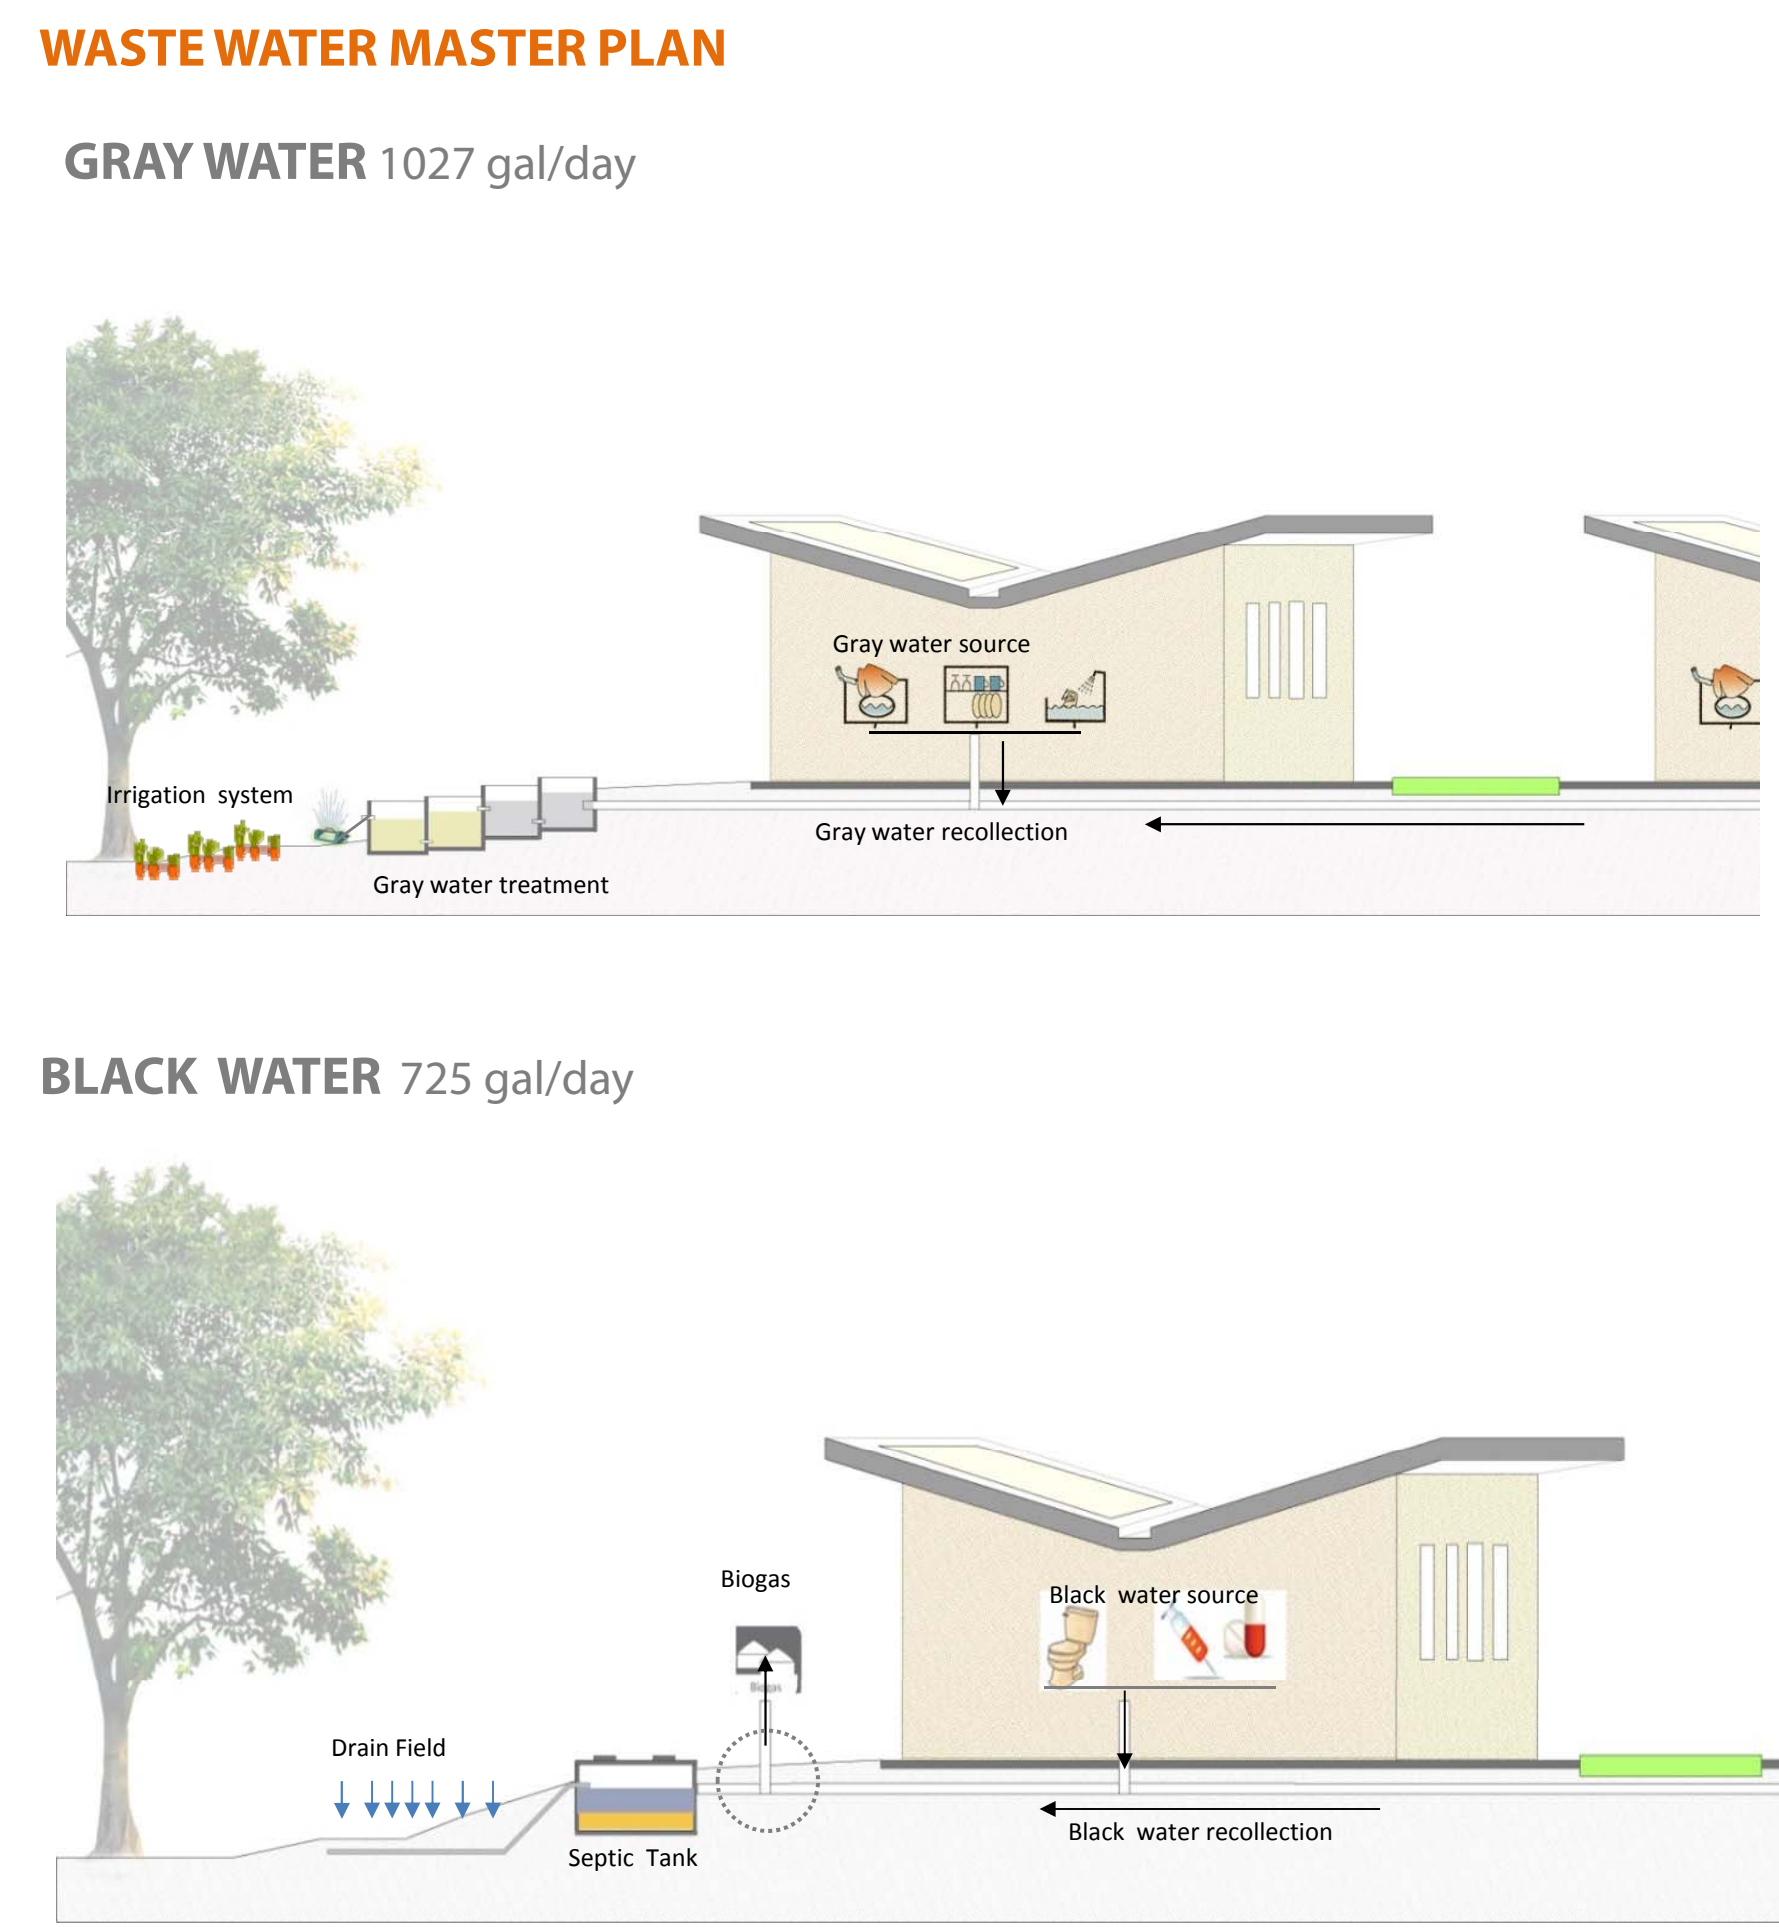 WASTE WATER MASTER PLAN
GRAY WATER 1027 gal/day
Gray water source
Irrigation system
Gray water recollection
Gray water treatment
BLACK WATER 725 gal/day
Biogas
Black water source
Biogas
Drain Field
Black water recollection
Septic Tank